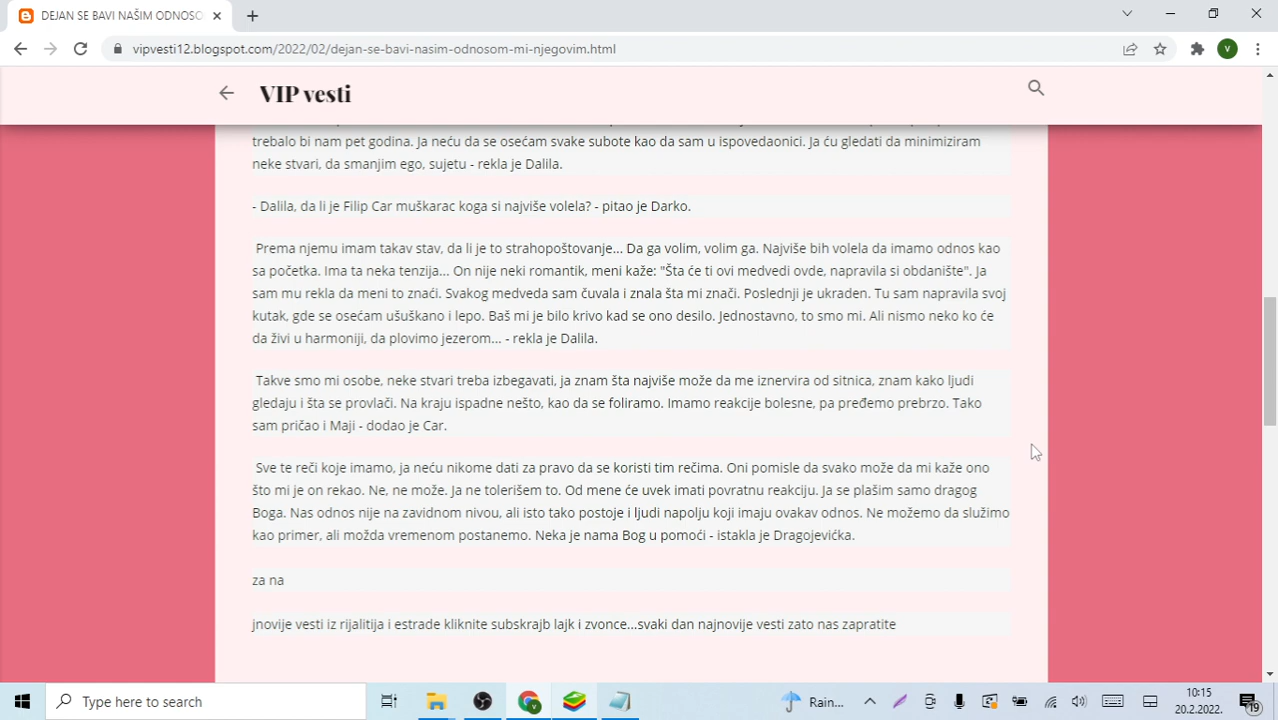 DEJAN SE BAVI NAŠIM ODNOSO
vipvesti12.blogspot.com/2022/02/dejan-se-bavi-nasim-odnosom-mi-njegovim.html
V
VIP vesti
trebalo bi nam pet godina. Ja neću da se osećam svake subote kao da sam u ispovedaonici. Ja ću gledati da minimiziram
neke stvari, da smanjim ego, sujetu - rekla je Dalila.
- Dalila, da li je Filip Car muškarac koga si najviše volela? - pitao je Darko.
Prema njemu imam takav stav, da li je to strahopoštovanje... Da ga volim, volim ga. Najviše bih volela da imamo odnos kao
sa početka. Ima ta neka tenzija... On nije neki romantik, meni kaže: "Šta će ti ovi medvedi ovde, napravila si obdanište". Ja
sam mu rekla da meni to znaći. Svakog medveda sam čuvala i znala šta mi znači. Poslednji je ukraden. Tu sam napravila svoj
kutak, gde se osećam ušuškano i lepo. Baš mi je bilo krivo kad se ono desilo. Jednostavno, to smo mi. Ali nismo neko ko će
da živi u harmoniji, da plovimo jezerom... - rekla je Dalila.
Takve smo mi osobe, neke stvari treba izbegavati, ja znam šta najviše može da me iznervira od sitnica, znam kako ljudi
gledaju i šta se provlači. Na kraju ispadne nešto, kao da se foliramo. Imamo reakcije bolesne, pa pređemo prebrzo. Tako
sam pričao i Maji - dodao je Car.
Sve te reči koje imamo, ja neću nikome dati za pravo da se koristi tim rečima. Oni pomisle da svako može da mi kaže ono
što mi je on rekao. Ne, ne može. Ja ne tolerišem to. Od mene će uvek imati povratnu reakciju. Ja se plašim samo dragog
Boga. Naš odnos nije na zavidnom nivou, ali isto tako postoje i ljudi napolju koji imaju ovakav odnos. Ne možemo da služimo
kao primer, ali možda vremenom postanemo. Neka je nama Bog u pomoći - istakla je Dragojevićka.
za na
jnovije vesti iz rijalitija i estrade kliknite subskrajb lajk i zvonce...svaki dan najnovije vesti zato nas zapratite
Type here to search
Rain...
10:15
20.2.2022.
19